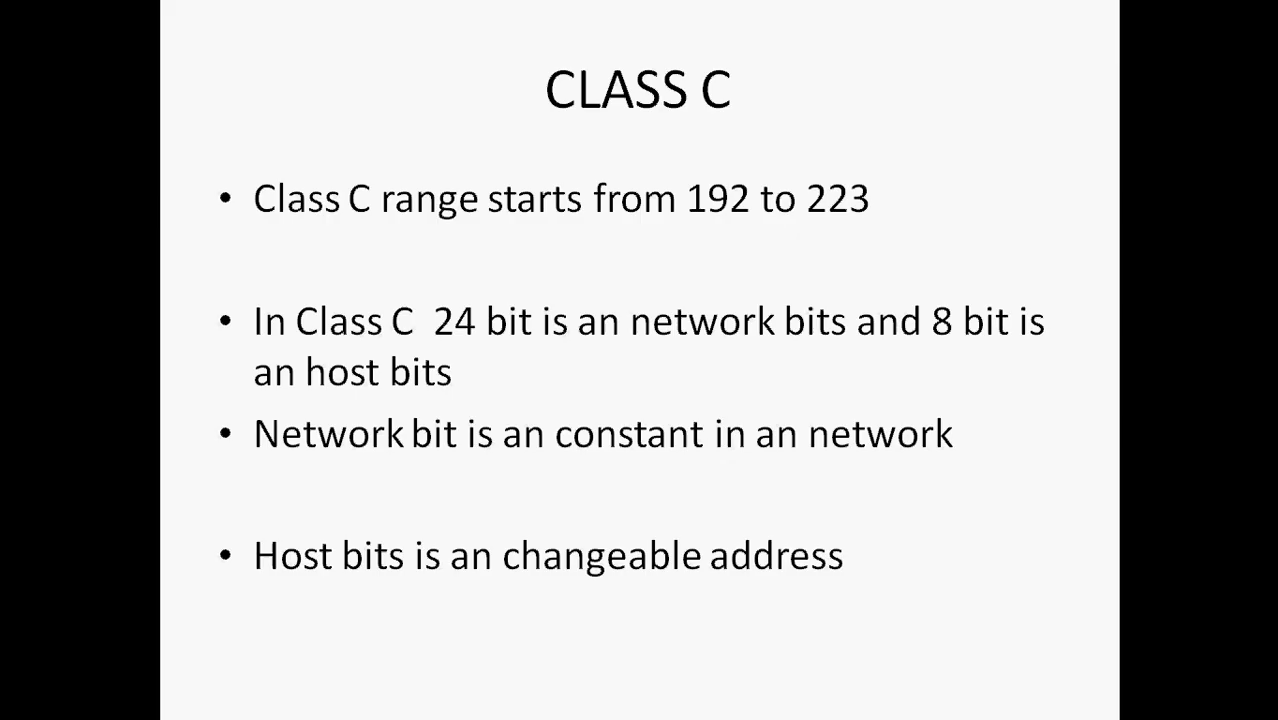 CLASS C
• Class C range starts from 192 to 223
• In Class C  24 bit is an network bits and 8 bit is
an host bits
• Network bit is an constant in an network
• Host bits is an changeable address